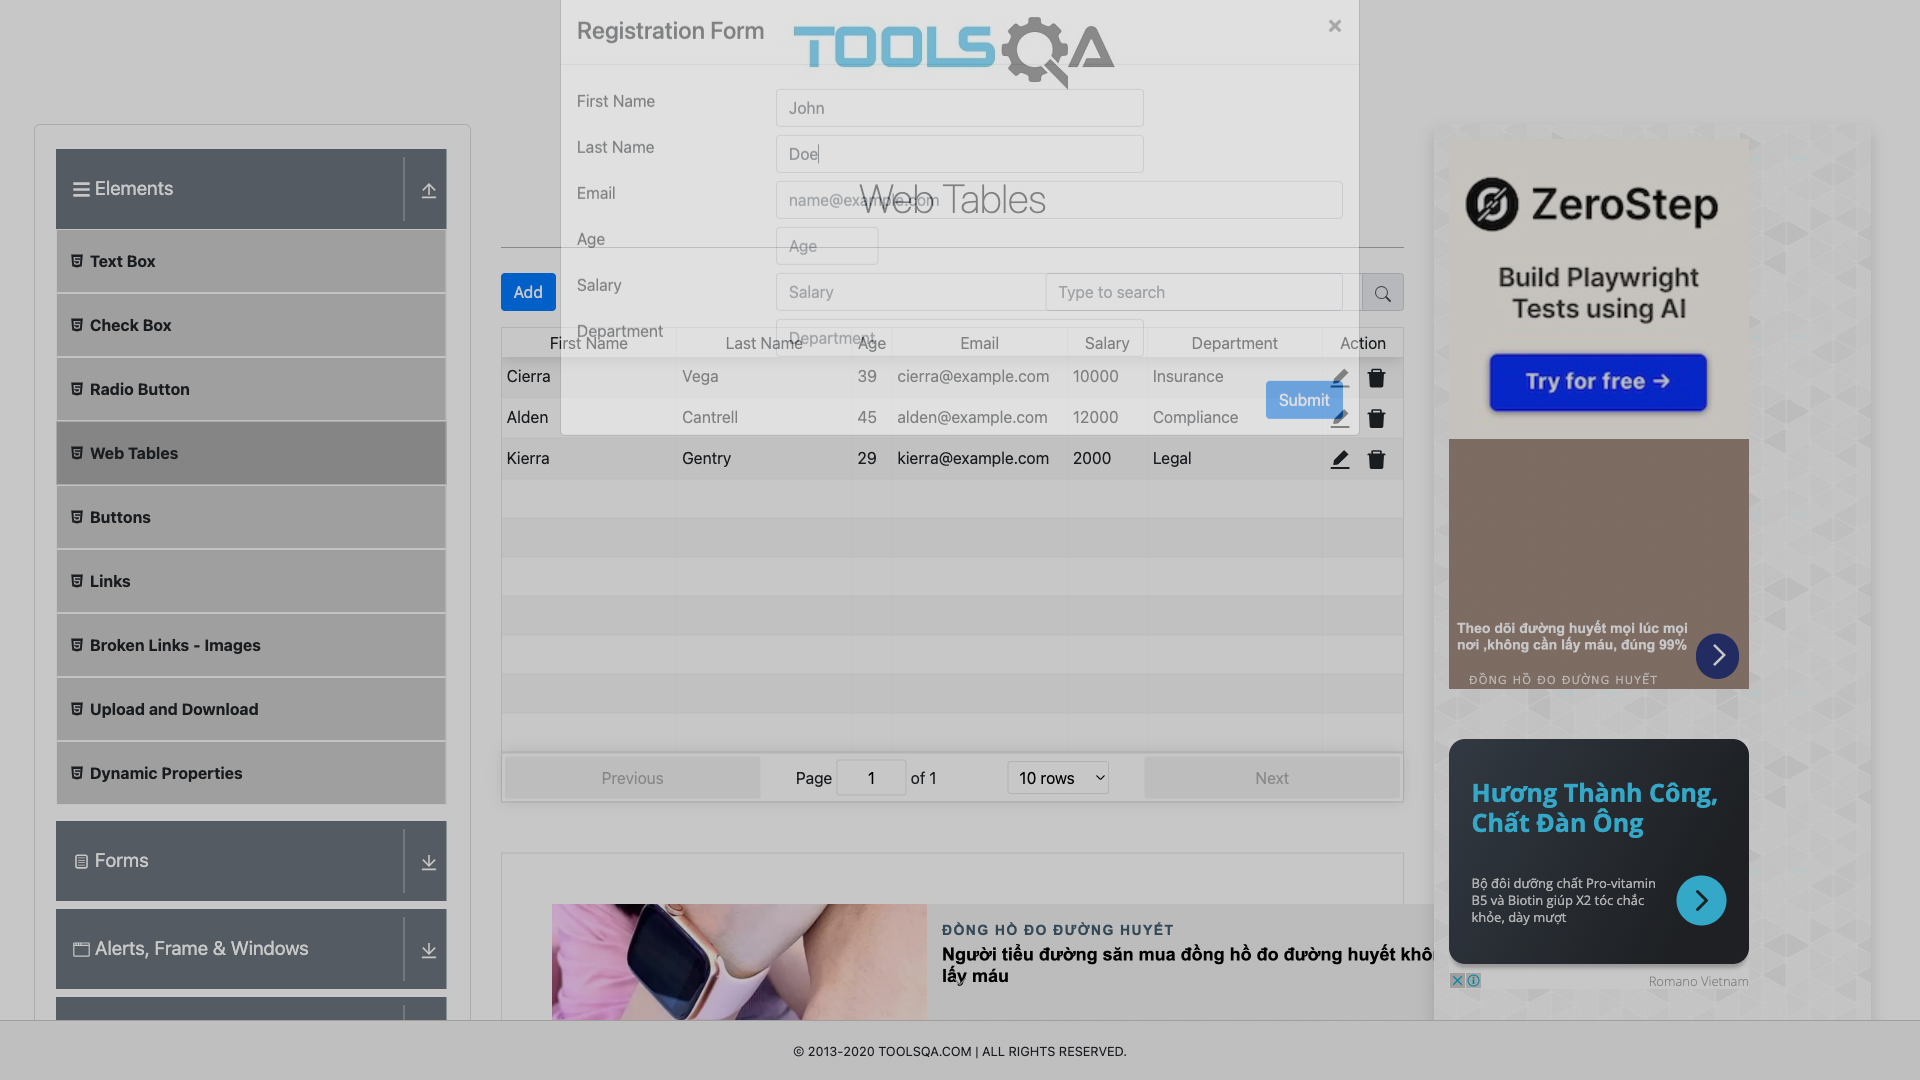 Registration Form
×
TOOLSQA
First Name
John
Last Name
Doe
Email
name@example.com
Web Tables
Age
Age
Salary
Salary
Department
Department
Submit
Elements
Text Box
Check Box
Radio Button
Web Tables
Buttons
Links
Broken Links - Images
Upload and Download
Dynamic Properties
Forms
Alerts, Frame & Windows
Add
Type to search
First Name Last Name Age Email Salary Department Action
Cierra Vega 39 cierra@example.com 10000 Insurance
Alden Cantrell 45 alden@example.com 12000 Compliance
Kierra Gentry 29 kierra@example.com 2000 Legal
Previous Page 1 of 1 10 rows Next
ĐỒNG HỒ ĐO ĐƯỜNG HUYẾT
Người tiểu đường săn mua đồng hồ đo đường huyết khô
lấy máu
ZeroStep
Build Playwright
Tests using AI
Try for free →
Theo dõi đường huyết mọi lúc mọi
nơi ,không cần lấy máu, đúng 99%
ĐỒNG HỒ ĐO ĐƯỜNG HUYẾT
Hương Thành Công,
Chất Đàn Ông
Bộ đôi dưỡng chất Pro-vitamin
B5 và Biotin giúp X2 tóc chắc
khỏe, dày mượt
Romano Vietnam
© 2013-2020 TOOLSQA.COM | ALL RIGHTS RESERVED.